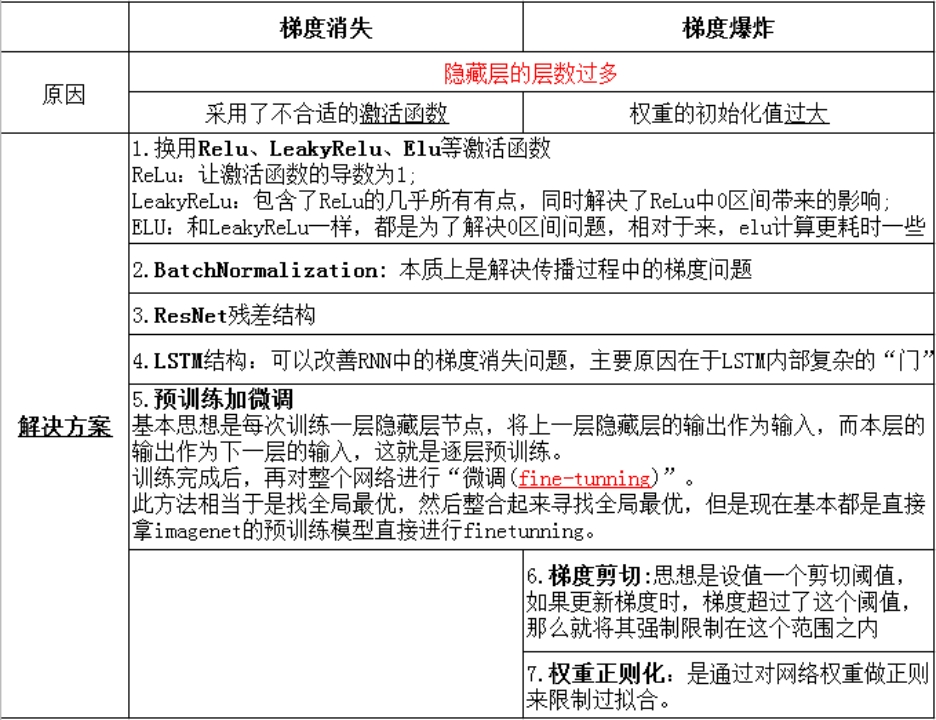 梯度消失 梯度爆炸
原因
隐藏层的层数过多
采用了不合适的激活函数 权重的初始化值过大
解决方案
1.换用Relu、LeakyRelu、Elu等激活函数
ReLu：让激活函数的导数为1;
LeakyReLu：包含了ReLu的几乎所有有点，同时解决了ReLu中0区间带来的影响;
ELU：和LeakyReLu一样，都是为了解决0区间问题，相对于来，elu计算更耗时一些
2.BatchNormalization: 本质上是解决传播过程中的梯度问题
3.ResNet残差结构
4.LSTM结构：可以改善RNN中的梯度消失问题，主要原因在于LSTM内部复杂的“门”
5.预训练加微调
基本思想是每次训练一层隐藏层节点，将上一层隐藏层的输出作为输入，而本层的
输出作为下一层的输入，这就是逐层预训练。
训练完成后，再对整个网络进行“微调(fine-tunning)”。
此方法相当于是找全局最优，然后整合起来寻找全局最优，但是现在基本都是直接
拿imagenet的预训练模型直接进行finetunning。
6.梯度剪切:思想是设值一个剪切阈值，
如果更新梯度时，梯度超过了这个阈值，
那么就将其强制限制在这个范围之内
7.权重正则化：是通过对网络权重做正则
来限制过拟合。